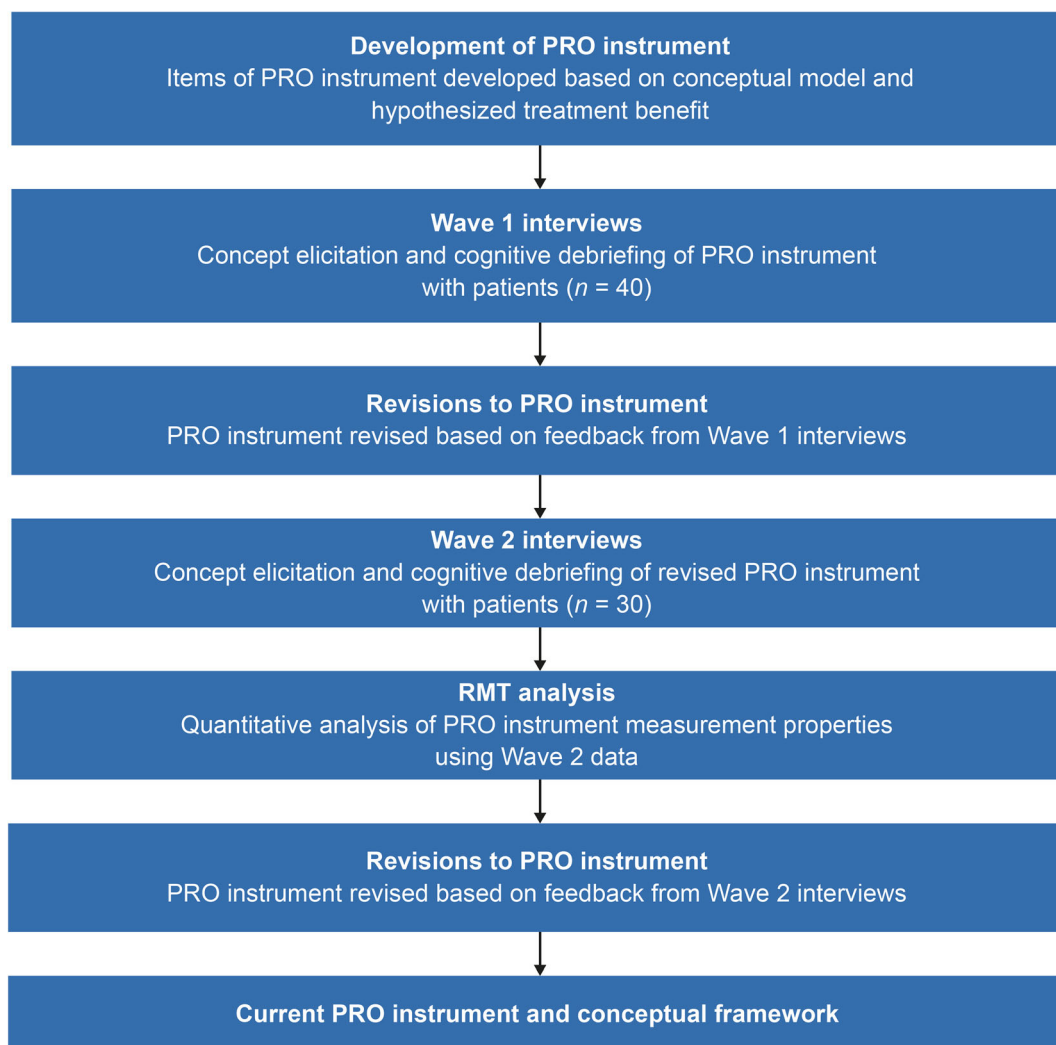 Development of PRO instrument
Items of PRO instrument developed based on conceptual model and
hypothesized treatment benefit
Wave 1 interviews
Concept elicitation and cognitive debriefing of PRO instrument
with patients (n = 40)
Revisions to PRO instrument
PRO instrument revised based on feedback from Wave 1 interviews
Wave 2 interviews
Concept elicitation and cognitive debriefing of revised PRO instrument
with patients (n = 30)
RMT analysis
Quantitative analysis of PRO instrument measurement properties
using Wave 2 data
Revisions to PRO instrument
PRO instrument revised based on feedback from Wave 2 interviews
Current PRO instrument and conceptual framework